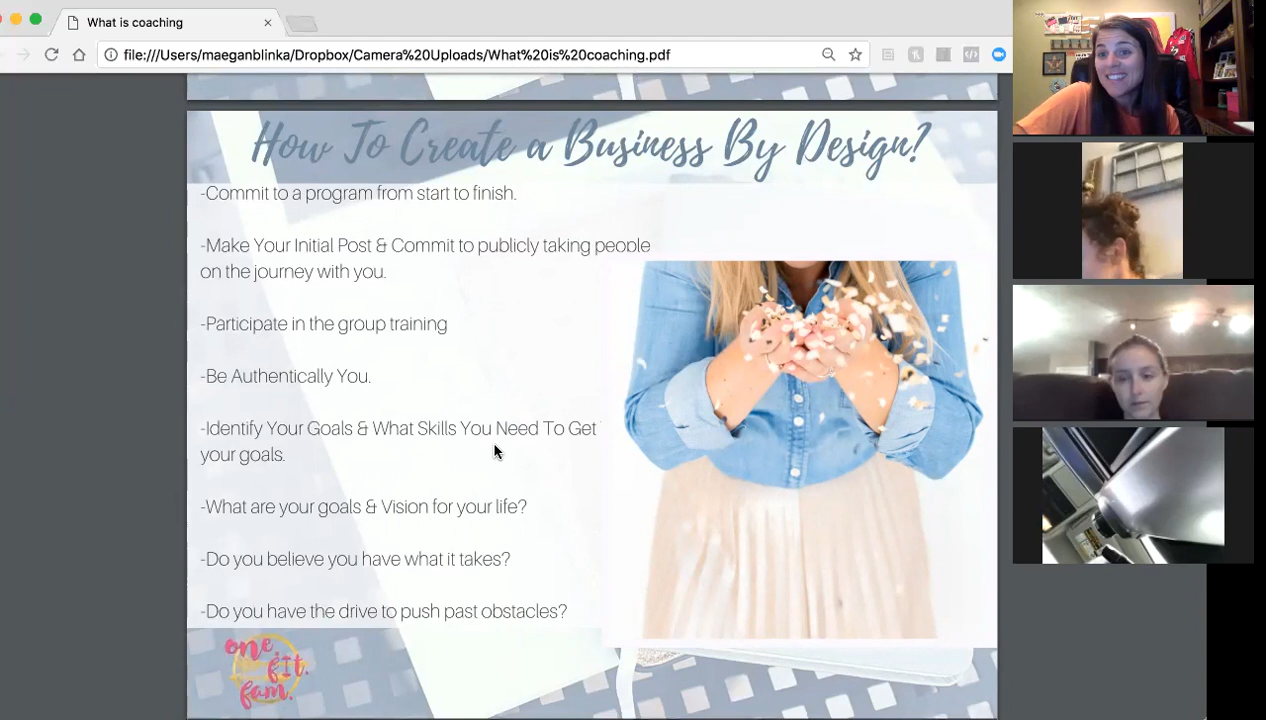 What is coaching
file:///Users/maeganblinka/Dropbox/Camera%20Uploads/What%20is%20coaching.pdf
How To Create a Business By Design?
-Commit to a program from start to finish.
-Make Your Initial Post & Commit to publicly taking people
on the journey with you.
-Participate in the group training
-Be Authentically You.
-Identify Your Goals & What Skills You Need To Get
your goals.
-What are your goals & Vision for your life?
-Do you believe you have what it takes?
-Do you have the drive to push past obstacles?
one.
fit.
fam.